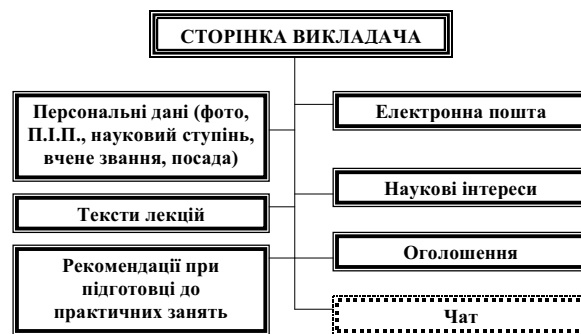 СТОРІНКА ВИКЛАДАЧА
Персональні дані (фото,
П.І.П., науковий ступінь,
вчене звання, посада)
Електронна пошта
Наукові інтереси
Тексти лекцій
Оголошення
Рекомендації при
підготовці до
практичних занять
Чат